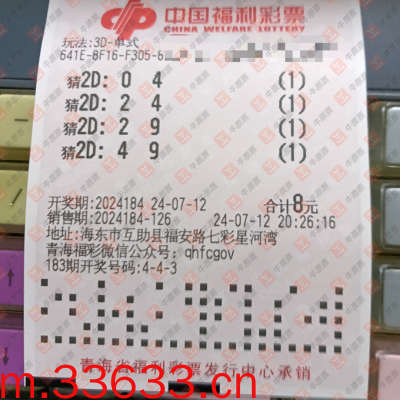 中国福利彩票
CHINA WELFARE LOTTERY
玩法:3D-单式
641E-8F16-F305-6
猜2D: 0 4 (1)
猜2D: 2 4 (1)
猜2D: 2 9 (1)
猜2D: 4 9 (1)
开奖期:2024184 24-07-12 合计8元
销售期:2024184-126 24-07-12 20:26:16
地址:海东市互助县福安路七彩星河湾
青海福彩微信公众号: qhfcgov
183期开奖号码:4-4-3
青海省福利彩票发行中心承销
m.33633.cn